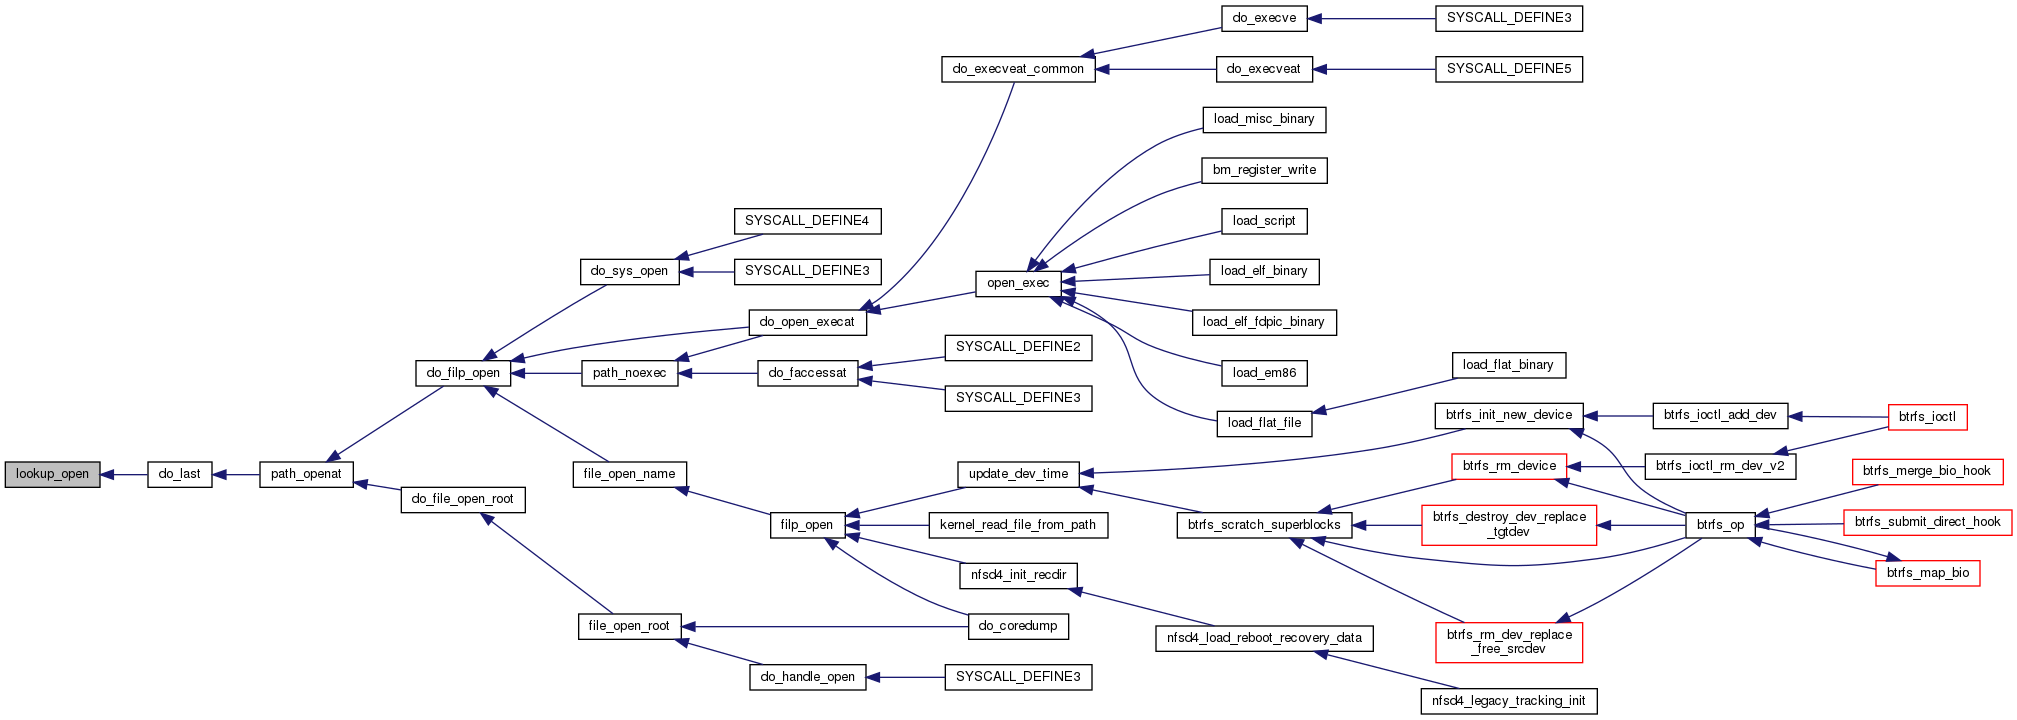 do_execve
SYSCALL_DEFINE3
do_execveat_common
do_execveat
SYSCALL_DEFINE5
load_misc_binary
bm_register_write
SYSCALL_DEFINE4
load_script
do_sys_open
SYSCALL_DEFINE3
open_exec
load_elf_binary
do_open_execat
load_elf_fdpic_binary
SYSCALL_DEFINE2
do_filp_open
path_noexec
do_faccessat
load_em86
load_flat_binary
SYSCALL_DEFINE3
load_flat_file
btrfs_init_new_device
btrfs_ioctl_add_dev
btrfs_ioctl
lookup_open
do_last
path_openat
file_open_name
update_dev_time
btrfs_rm_device
btrfs_ioctl_rm_dev_v2
btrfs_merge_bio_hook
do_file_open_root
filp_open
kernel_read_file_from_path
btrfs_scratch_superblocks
btrfs_destroy_dev_replace
_tgtdev
btrfs_op
btrfs_submit_direct_hook
nfsd4_init_recdir
btrfs_map_bio
file_open_root
do_coredump
nfsd4_load_reboot_recovery_data
btrfs_rm_dev_replace
_free_srcdev
do_handle_open
SYSCALL_DEFINE3
nfsd4_legacy_tracking_init